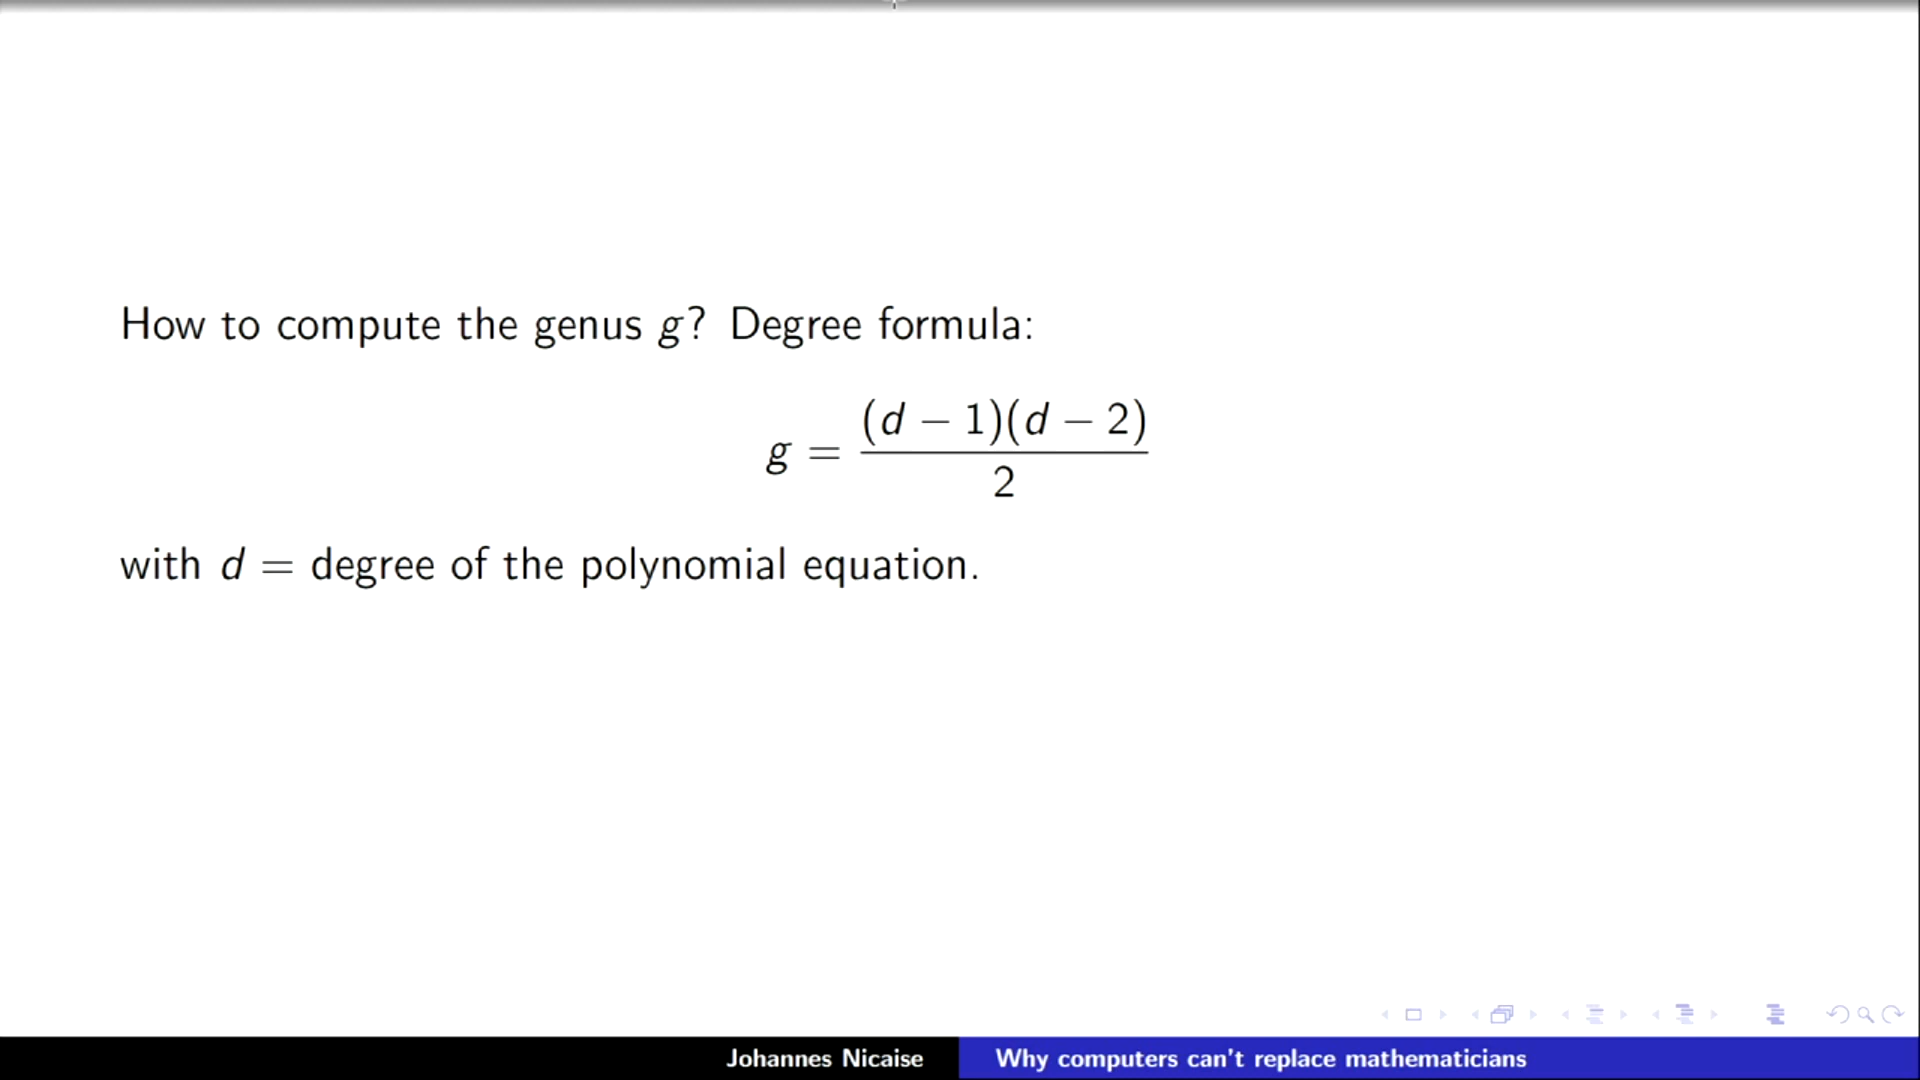 How to compute the genus g? Degree formula:
g = (d − 1)(d − 2) / 2
with d = degree of the polynomial equation.
Johannes Nicaise
Why computers can't replace mathematicians